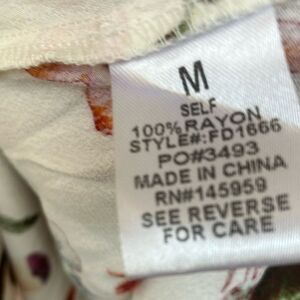 M
SELF
100% RAYON
STYLE#:FD1666
PO#3493
MADE IN CHINA
RN#145959
SEE REVERSE
FOR CARE